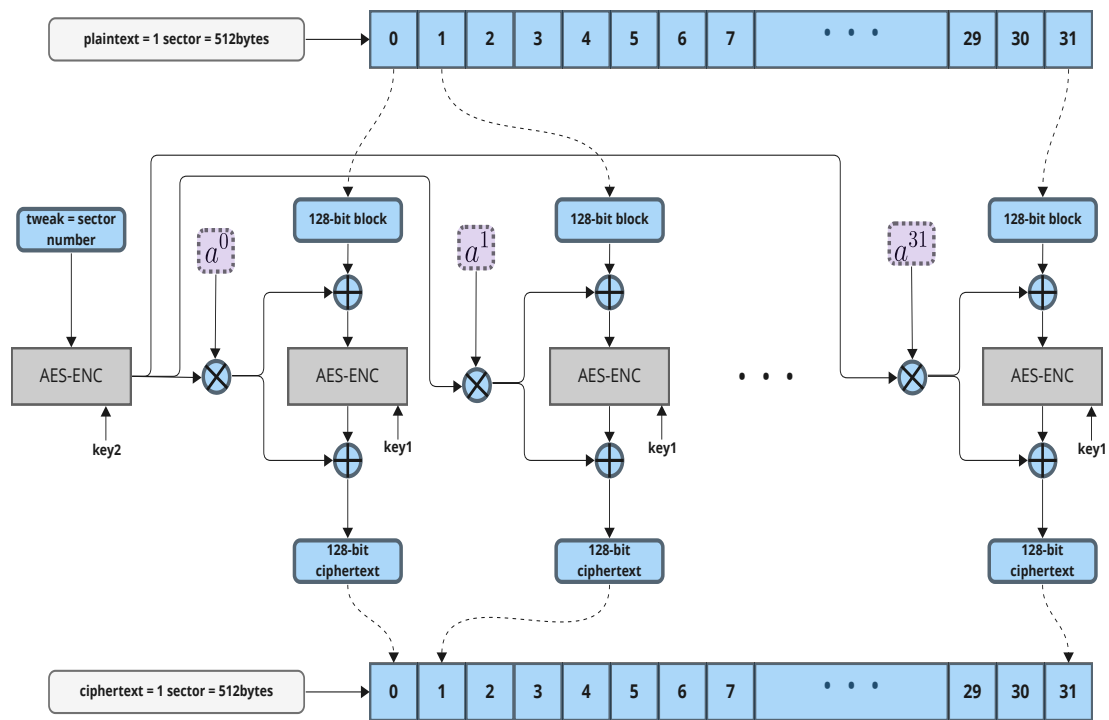 plaintext = 1 sector = 512bytes
0 1 2 3 4 5 6 7 • • • 29 30 31
tweak = sector
number
a^0
128-bit block
a^1
128-bit block
a^31
128-bit block
AES-ENC
AES-ENC
AES-ENC
• • •
AES-ENC
key2
key1
key1
key1
128-bit
ciphertext
128-bit
ciphertext
128-bit
ciphertext
ciphertext = 1 sector = 512bytes
0 1 2 3 4 5 6 7 • • • 29 30 31